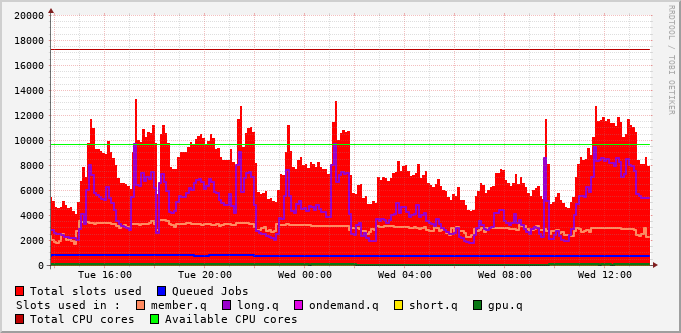 20000
18000
16000
14000
12000
10000
8000
6000
4000
2000
0
Tue 16:00 Tue 20:00 Wed 00:00 Wed 04:00 Wed 08:00 Wed 12:00
RRDTOOL / TOBI OETIKER
Total slots used Queued Jobs
Slots used in : member.q long.q ondemand.q short.q gpu.q
Total CPU cores Available CPU cores